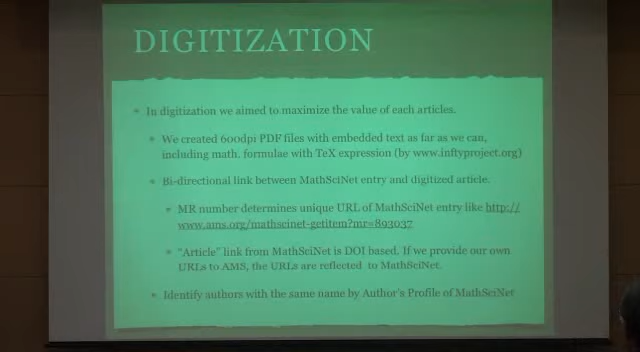 DIGITIZATION
In digitization we aimed to maximize the value of each articles.
We created 600dpi PDF files with embedded text as far as we can,
including math. formulae with TeX expression (by www.inftyproject.org)
Bi-directional link between MathSciNet entry and digitized article.
MR number determines unique URL of MathSciNet entry like http://
www.ams.org/mathscinet-getitem?mr=893037
"Article" link from MathSciNet is DOI based. If we provide our own
URLs to AMS, the URLs are reflected to MathSciNet.
Identify authors with the same name by Author's Profile of MathSciNet